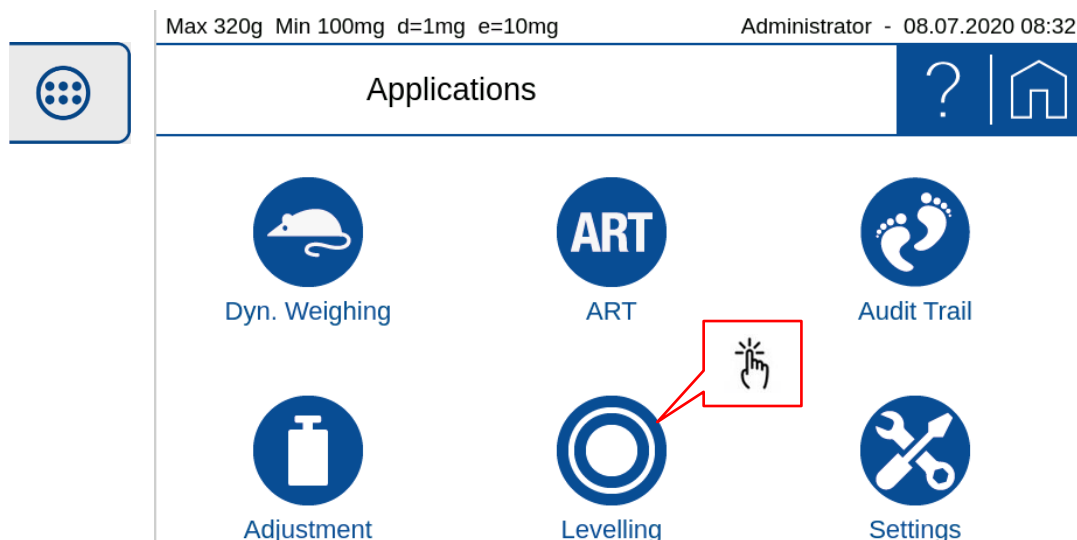 Max 320g Min 100mg d=1mg e=10mg
Administrator - 08.07.2020 08:32
Applications
?
Dyn. Weighing
ART
ART
Audit Trail
Adjustment
Levelling
Settings